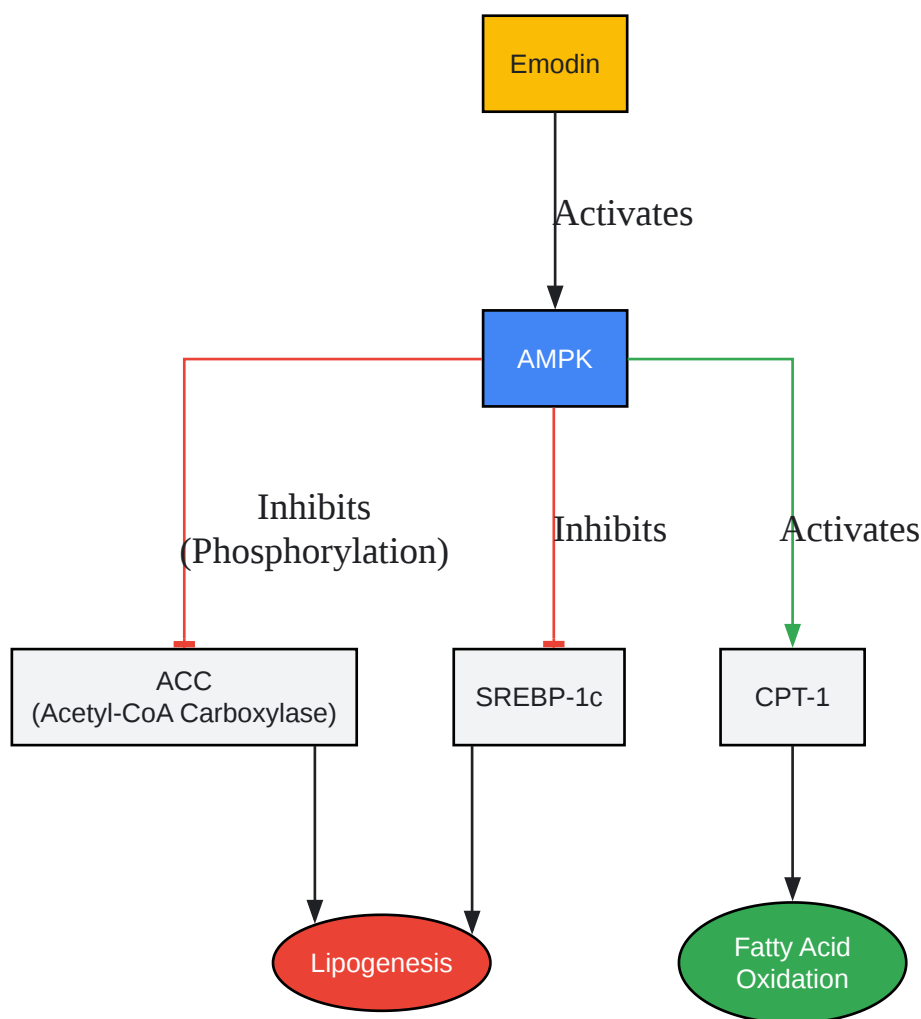 Emodin
Activates
AMPK
Inhibits
(Phosphorylation)
Inhibits
Activates
ACC
(Acetyl-CoA Carboxylase)
SREBP-1c
CPT-1
Lipogenesis
Fatty Acid
Oxidation